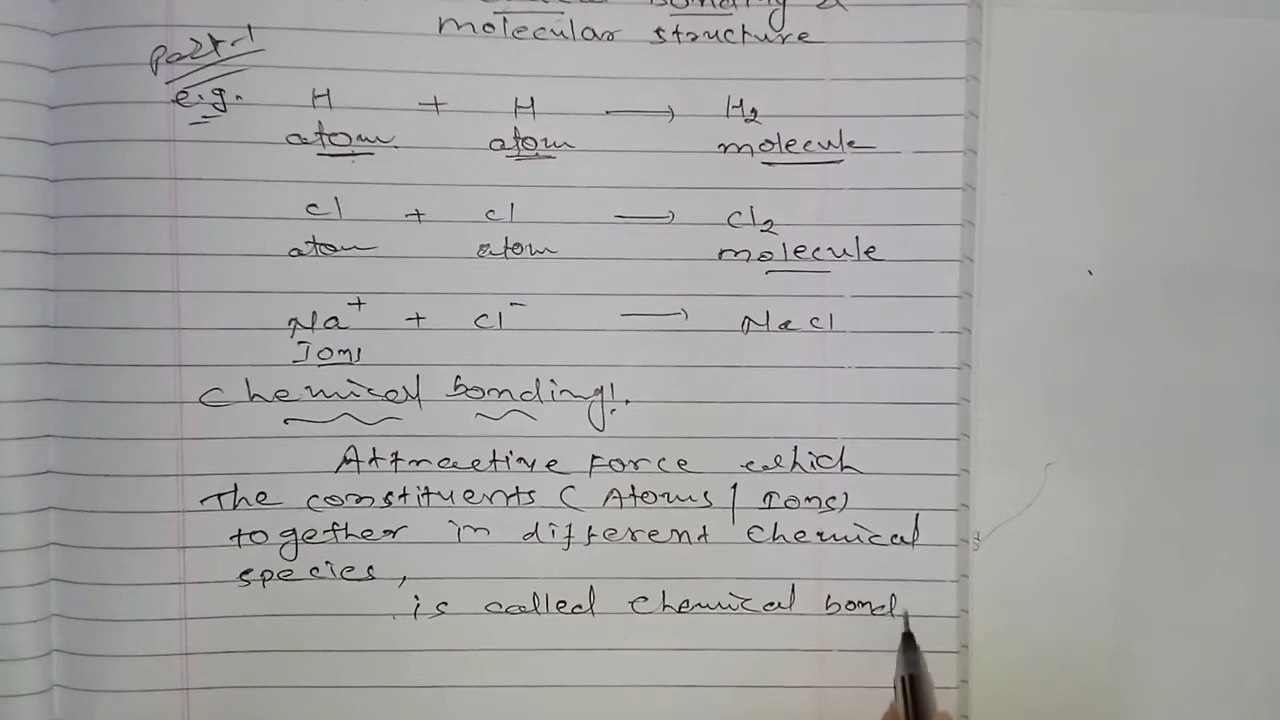 bonding &
molecular structure
Part-1
e.g. H + H → H2
atom atom molecule
Cl + Cl → Cl2
atom atom molecule
Na+ + Cl- → NaCl
Ions
Chemical bonding:.
Attractive Force which
The constituents (Atoms / Ions)
together in different chemical
species,
is called chemical bond